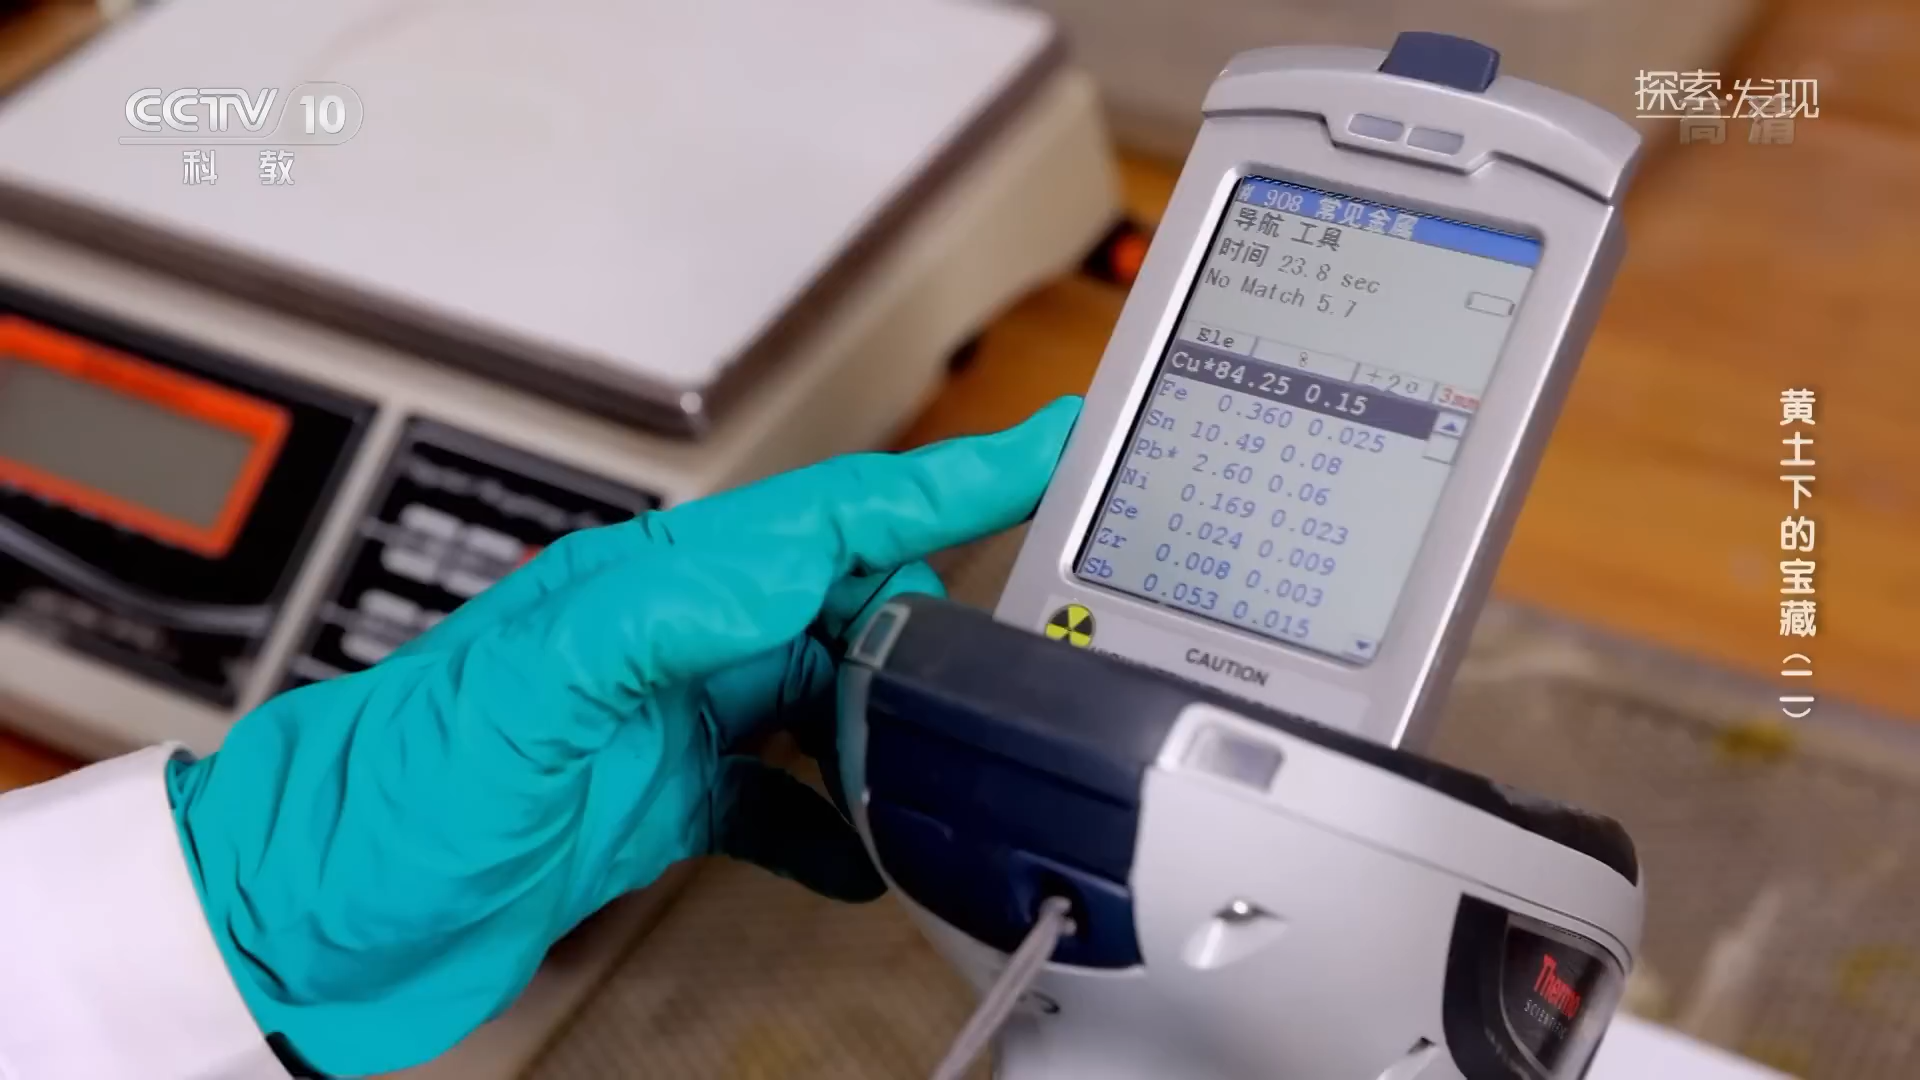 CCTV 10
科 教
探索·发现
高清
# 908 常见金属
导航 工具
时间 23.8 sec
No Match 5.7
Ele % ±2σ 3mm
Cu*84.25 0.15
Fe 0.360 0.025
Sn 10.49 0.08
Pb* 2.60 0.06
Ni 0.169 0.023
Se 0.024 0.009
Zr 0.008 0.003
Sb 0.053 0.015
CAUTION
黄土下的宝藏（二）
Thermo
SCIENTIFIC